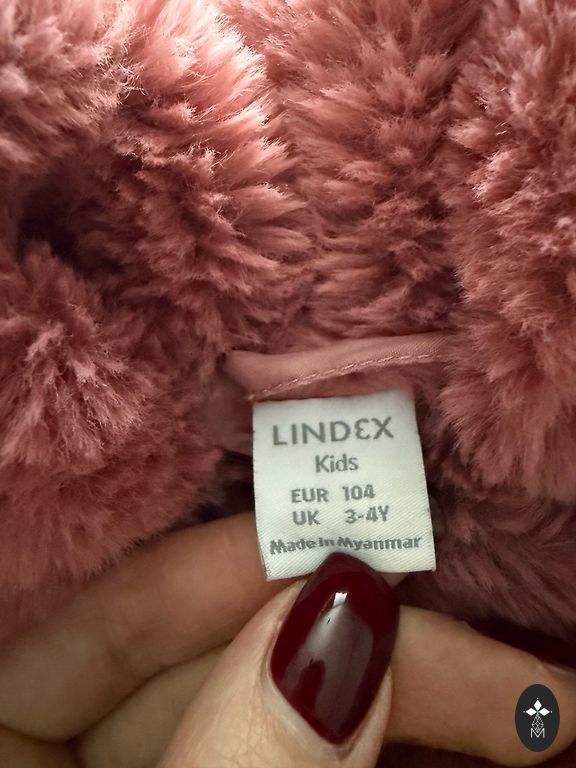 LINDEX
Kids
EUR 104
UK 3-4Y
Made in Myanmar
M